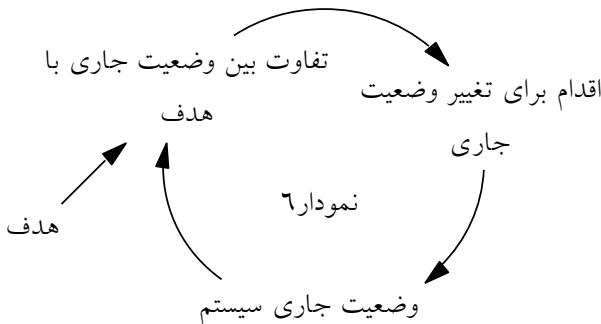 تفاوت بین وضعیت جاری با
هدف
اقدام برای تغییر وضعیت
جاری
نمودار٦
هدف
وضعیت جاری سیستم